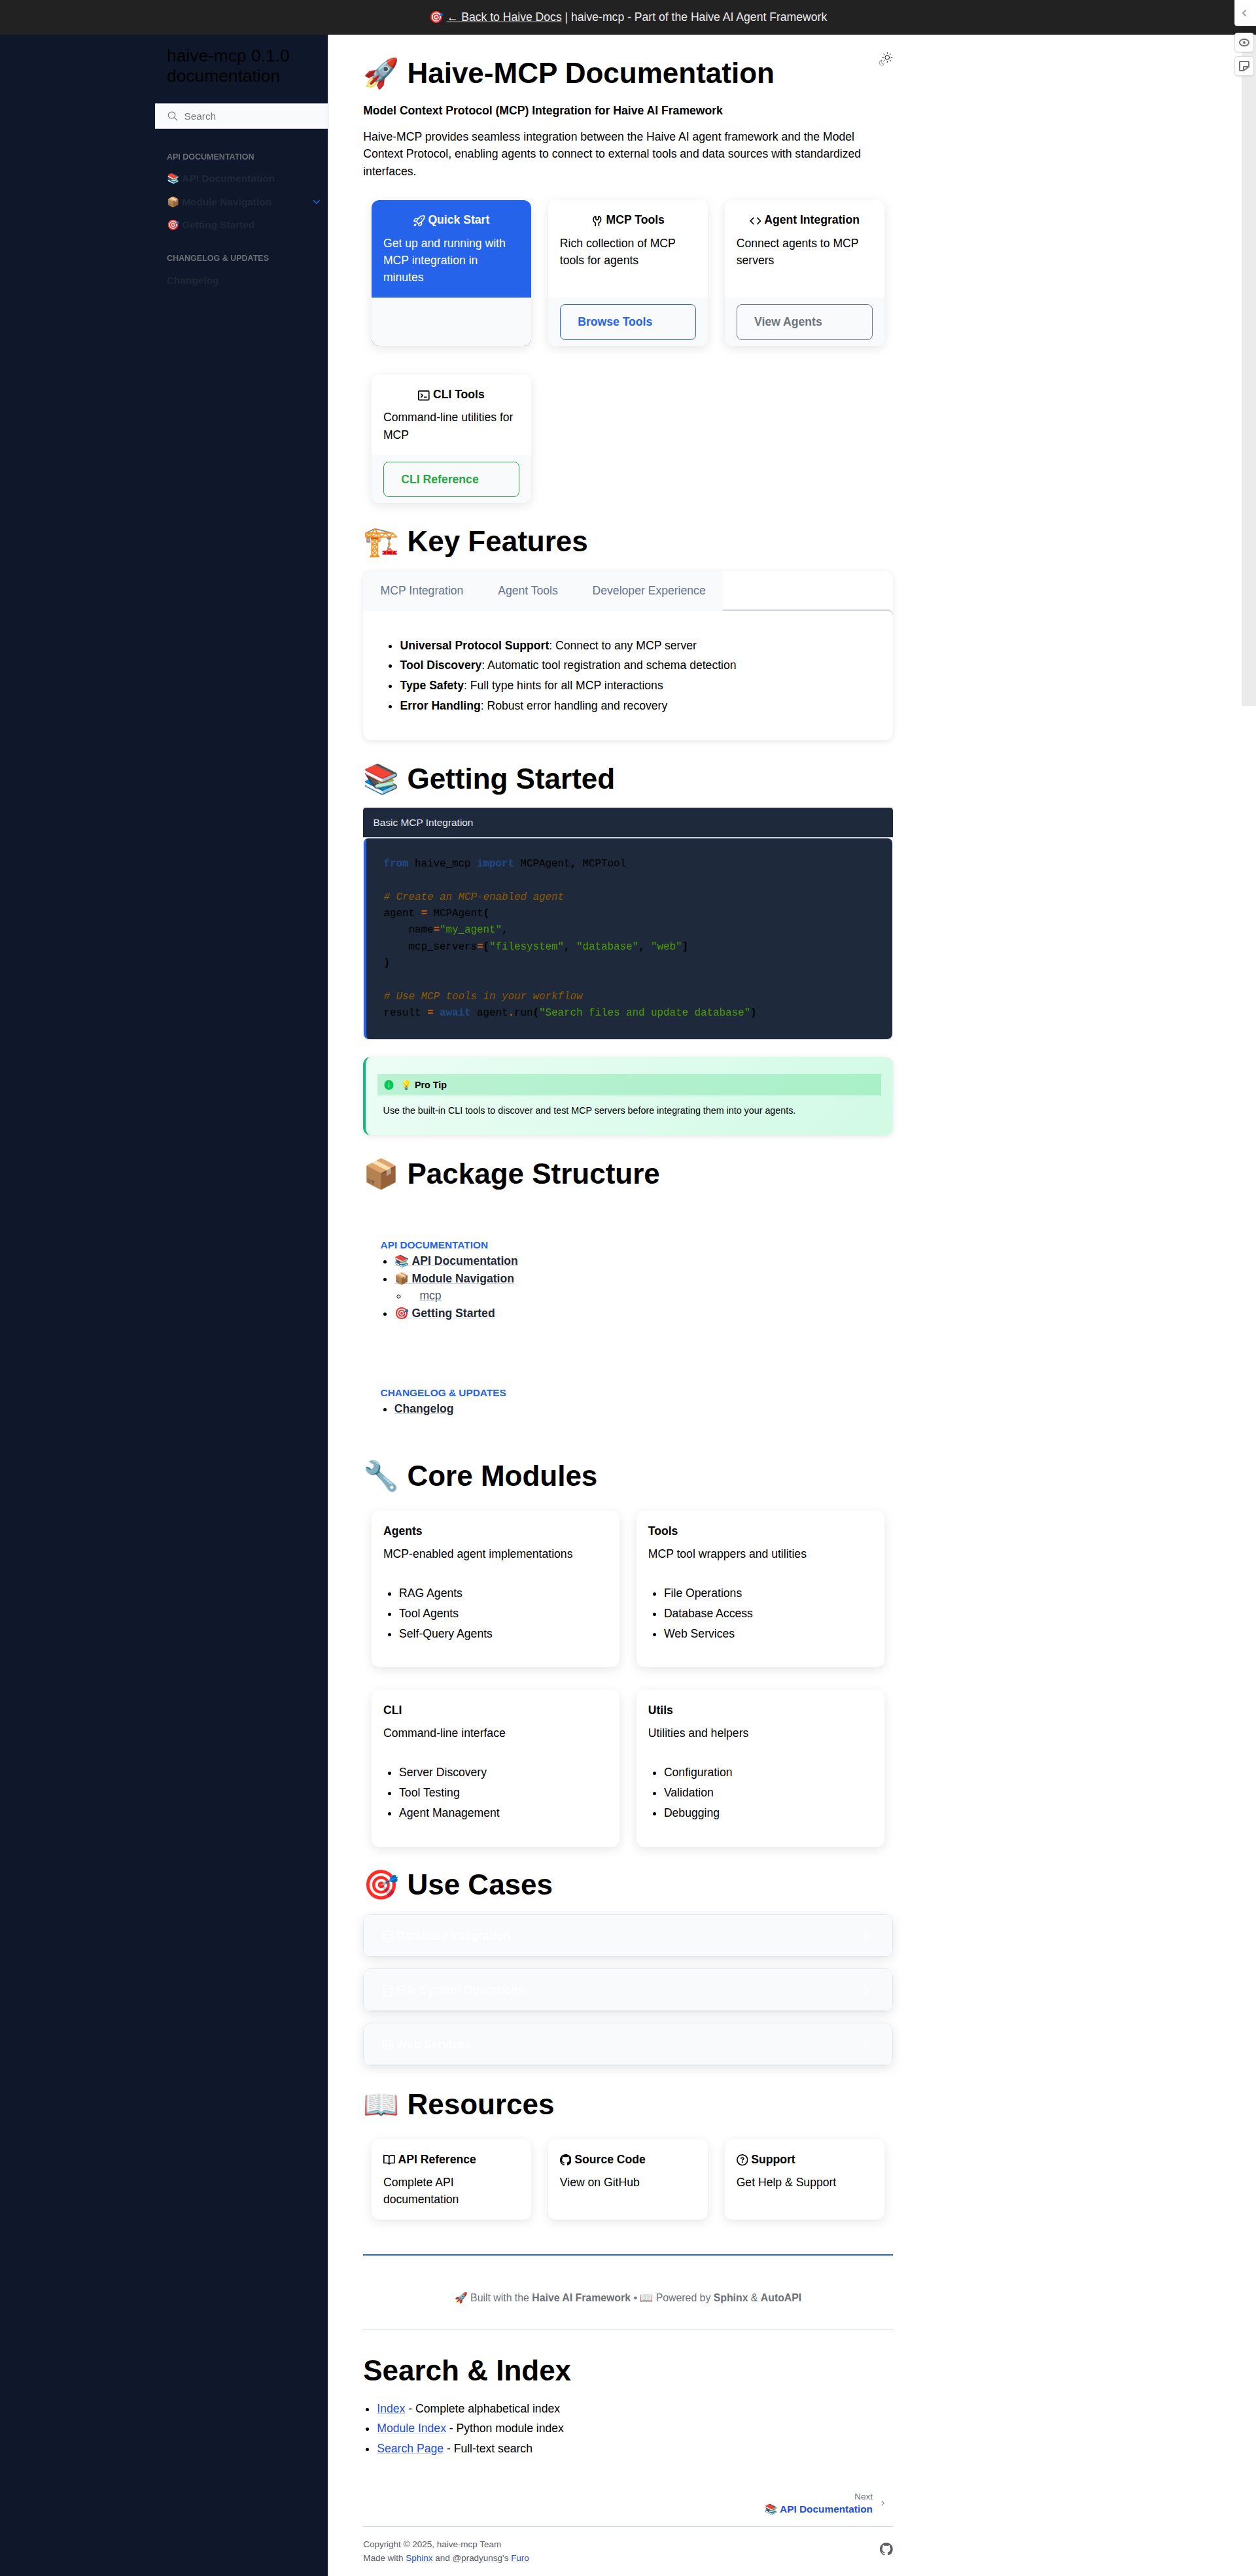 🎯 ← Back to Haive Docs | haive-mcp - Part of the Haive AI Agent Framework
haive-mcp 0.1.0
documentation
Search
API DOCUMENTATION
📚 API Documentation
📦 Module Navigation
🎯 Getting Started
CHANGELOG & UPDATES
Changelog
🚀 Haive-MCP Documentation
Model Context Protocol (MCP) Integration for Haive AI Framework
Haive-MCP provides seamless integration between the Haive AI agent framework and the Model
Context Protocol, enabling agents to connect to external tools and data sources with standardized
interfaces.
Quick Start
Get up and running with
MCP integration in
minutes
MCP Tools
Rich collection of MCP
tools for agents
Browse Tools
Agent Integration
Connect agents to MCP
servers
View Agents
CLI Tools
Command-line utilities for
MCP
CLI Reference
🏗️ Key Features
MCP Integration
Agent Tools
Developer Experience
• Universal Protocol Support: Connect to any MCP server
• Tool Discovery: Automatic tool registration and schema detection
• Type Safety: Full type hints for all MCP interactions
• Error Handling: Robust error handling and recovery
📚 Getting Started
Basic MCP Integration
from haive_mcp import MCPAgent, MCPTool
# Create an MCP-enabled agent
agent = MCPAgent(
    name="my_agent",
    mcp_servers=["filesystem", "database", "web"]
)
# Use MCP tools in your workflow
result = await agent.run("Search files and update database")
💡 Pro Tip
Use the built-in CLI tools to discover and test MCP servers before integrating them into your agents.
📦 Package Structure
API DOCUMENTATION
• 📚 API Documentation
• 📦 Module Navigation
◦ mcp
• 🎯 Getting Started
CHANGELOG & UPDATES
• Changelog
🔧 Core Modules
Agents
MCP-enabled agent implementations
• RAG Agents
• Tool Agents
• Self-Query Agents
Tools
MCP tool wrappers and utilities
• File Operations
• Database Access
• Web Services
CLI
Command-line interface
• Server Discovery
• Tool Testing
• Agent Management
Utils
Utilities and helpers
• Configuration
• Validation
• Debugging
🎯 Use Cases
📖 Resources
API Reference
Complete API
documentation
Source Code
View on GitHub
Support
Get Help & Support
🚀 Built with the Haive AI Framework • 📖 Powered by Sphinx & AutoAPI
Search & Index
• Index - Complete alphabetical index
• Module Index - Python module index
• Search Page - Full-text search
Next
📚 API Documentation
Copyright © 2025, haive-mcp Team
Made with Sphinx and @pradyunsg's Furo